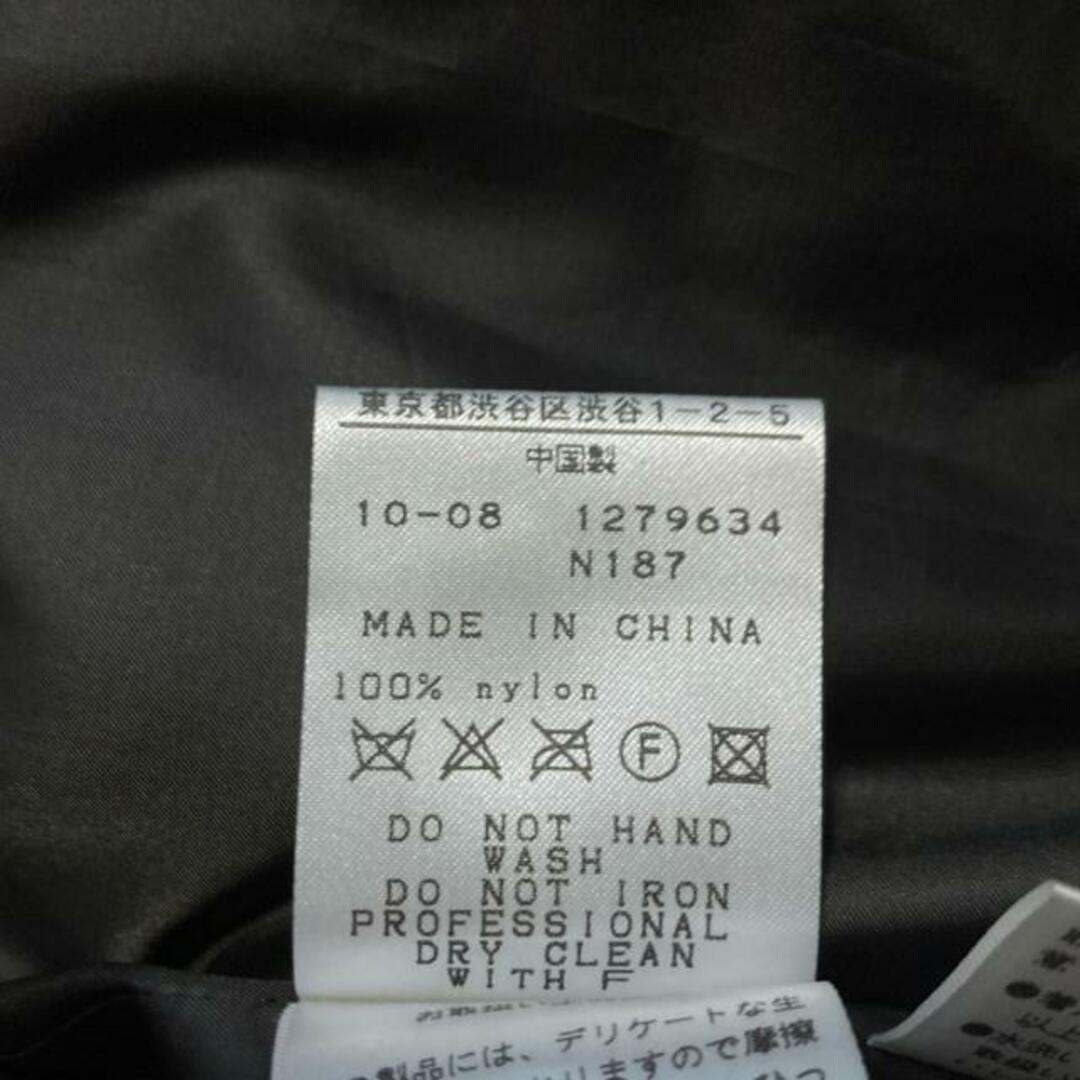 東京都渋谷区渋谷1-2-5
中国製
10-08 1279634
N187
MADE IN CHINA
100% nylon
F
DO NOT HAND
WASH
DO NOT IRON
PROFESSIONAL
DRY CLEAN
WITH F
製品には、デリケートな生
ますので摩擦
以上